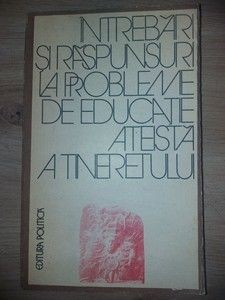 ÎNTREBĂRI
ȘI RĂSPUNSURI
LA PROBLEME
DE EDUCAȚIE
ATEISTĂ
A TINERETULUI
EDITURA POLITICĂ